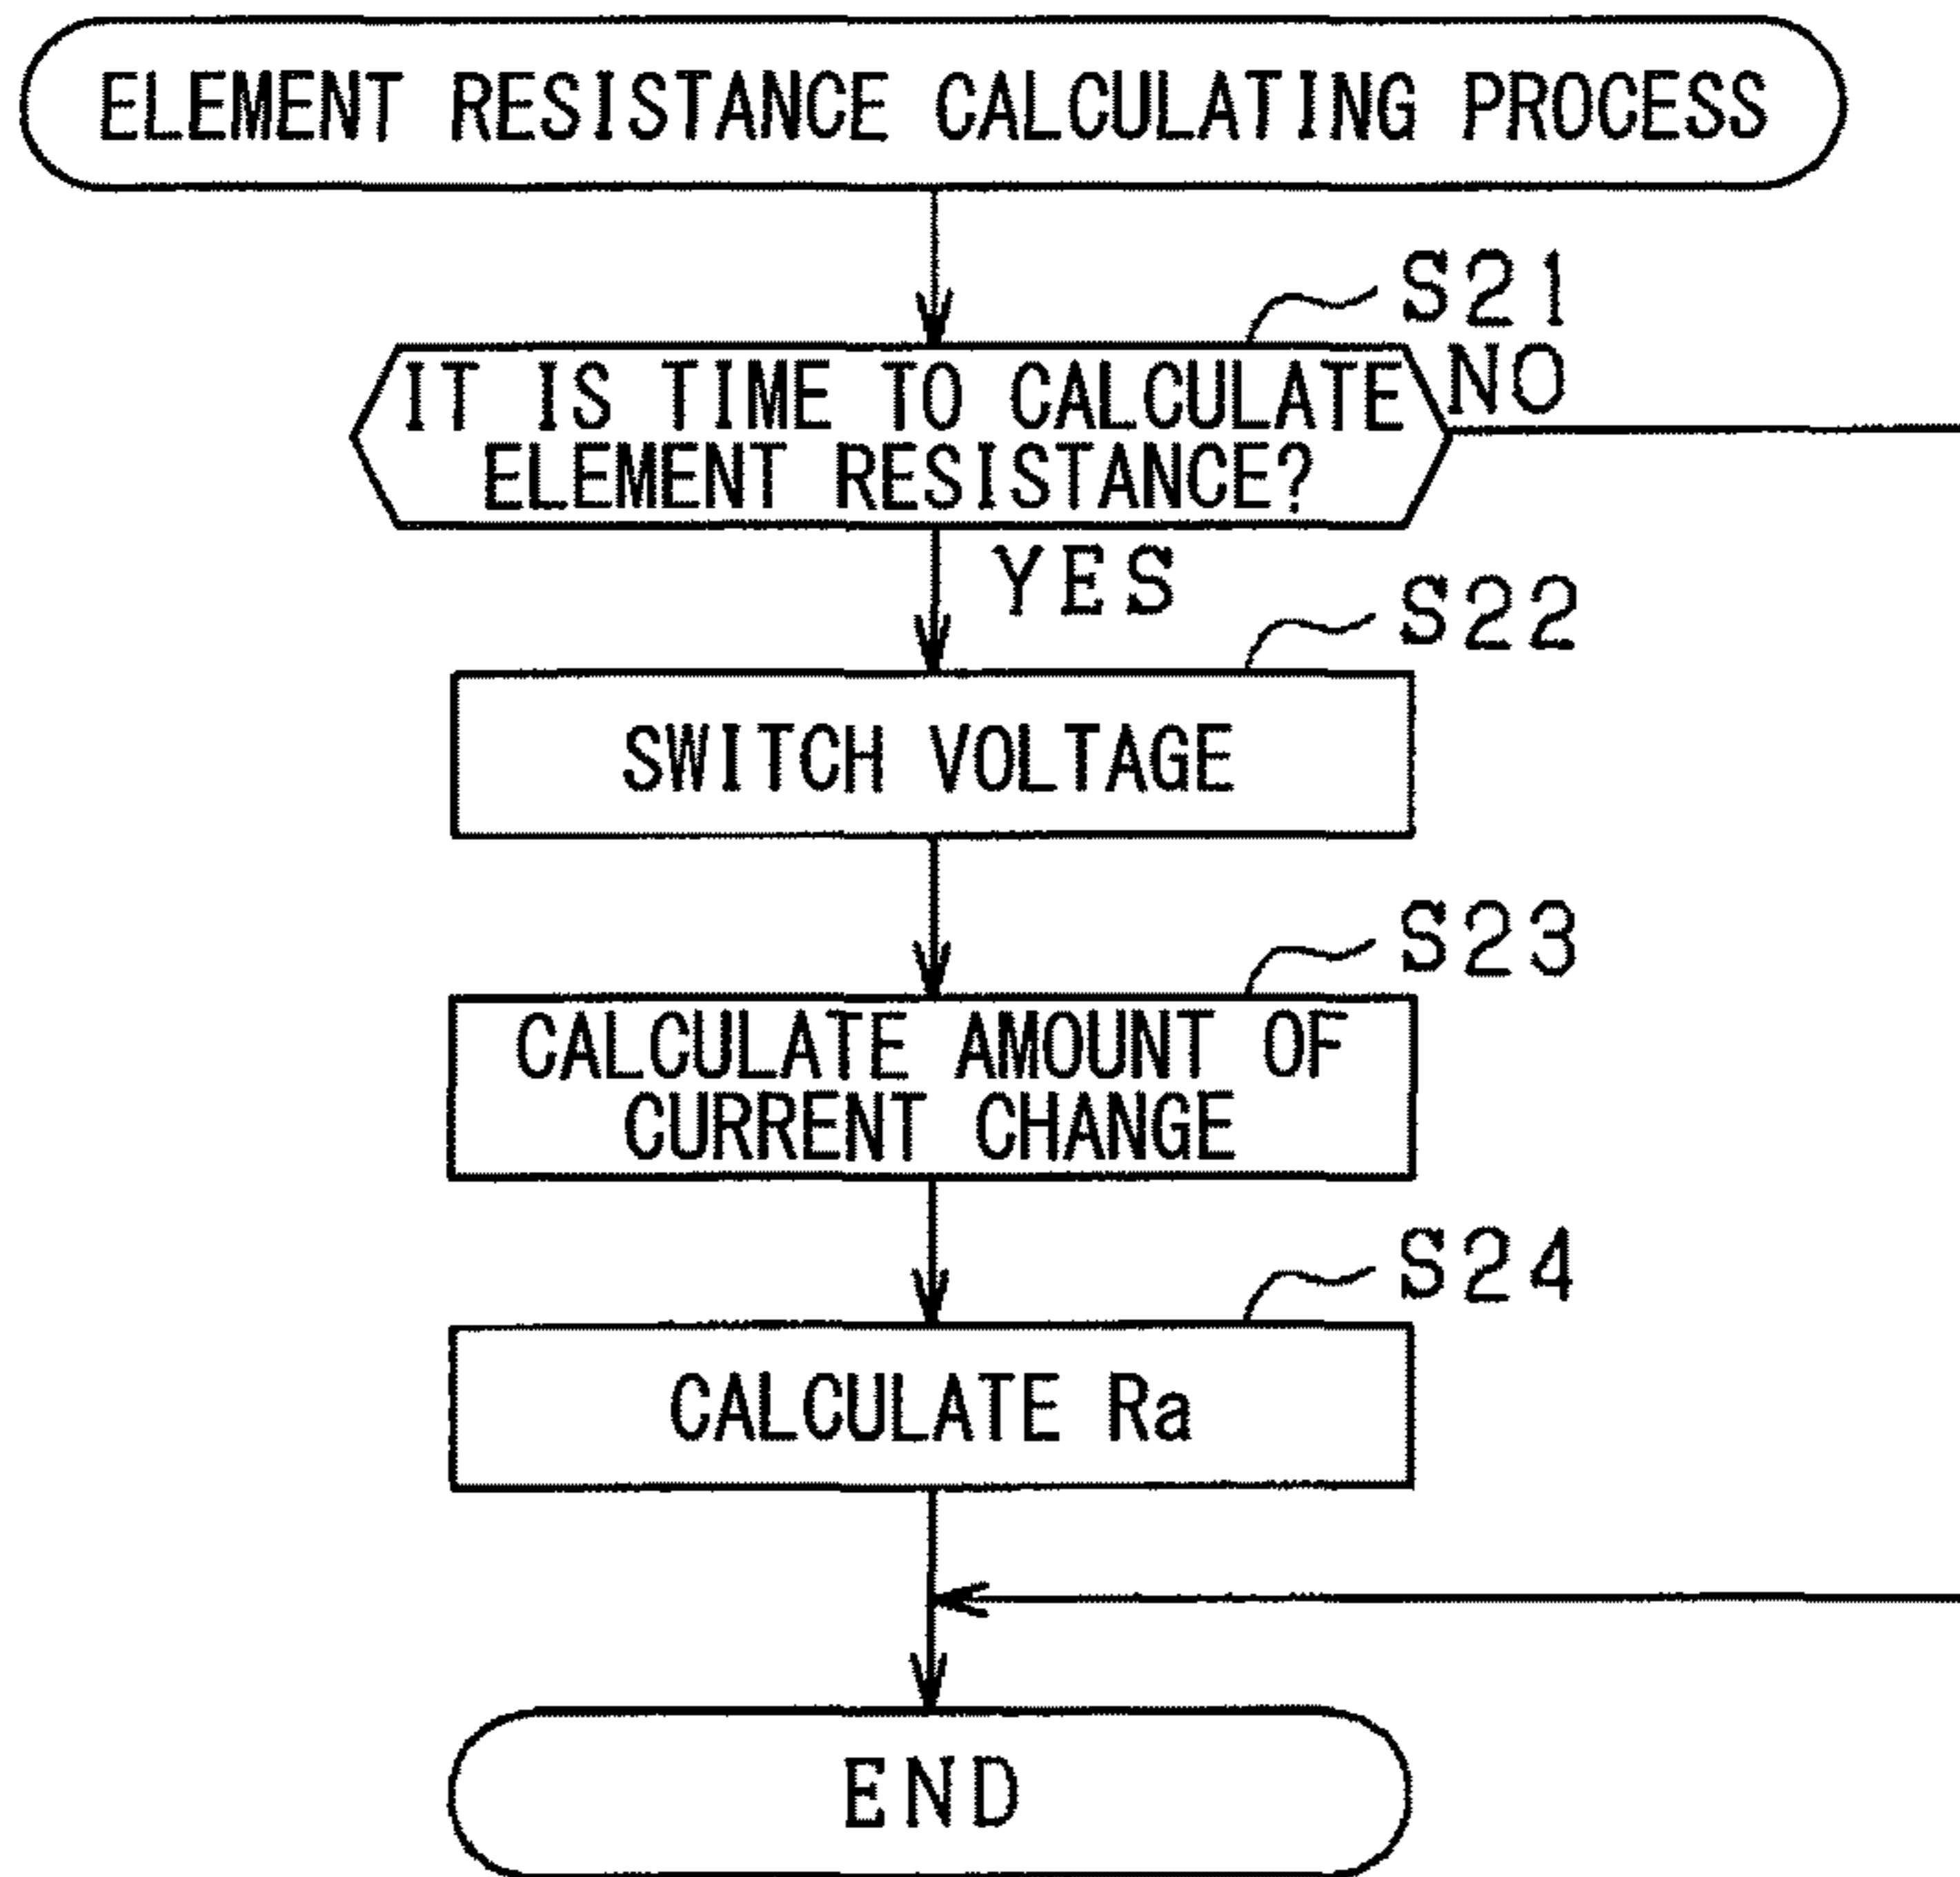 ELEMENT RESISTANCE CALCULATING PROCESS
S21
IT IS TIME TO CALCULATE
ELEMENT RESISTANCE?
NO
YES
S22
SWITCH VOLTAGE
S23
CALCULATE AMOUNT OF
CURRENT CHANGE
S24
CALCULATE Ra
END